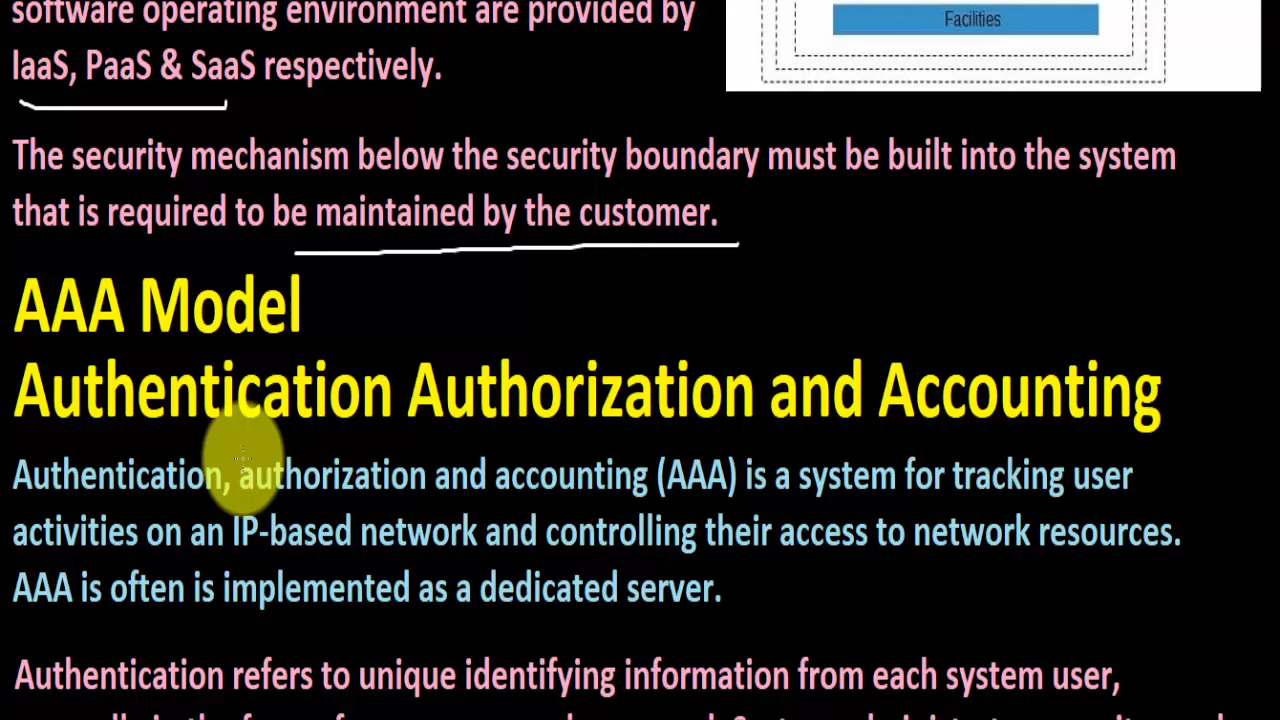 software operating environment are provided by
Facilities
IaaS, PaaS & SaaS respectively.
The security mechanism below the security boundary must be built into the system
that is required to be maintained by the customer.
AAA Model
Authentication Authorization and Accounting
Authentication, authorization and accounting (AAA) is a system for tracking user
activities on an IP-based network and controlling their access to network resources.
AAA is often is implemented as a dedicated server.
Authentication refers to unique identifying information from each system user,